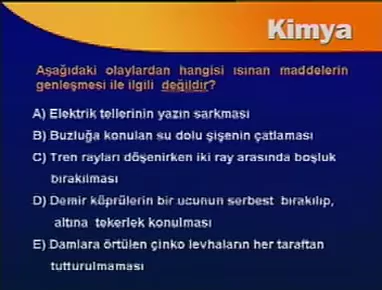 Kimya
Aşağıdaki olaylardan hangisi ısınan maddelerin
genleşmesi ile ilgili değildir?
A) Elektrik tellerinin yazın sarkması
B) Buzluğa konulan su dolu şişenin çatlaması
C) Tren rayları döşenirken iki ray arasında boşluk
bırakılması
D) Demir köprülerin bir ucunun serbest bırakılıp,
altına tekerlek konulması
E) Damlara örtülen çinko levhaların her taraftan
tutturulmaması